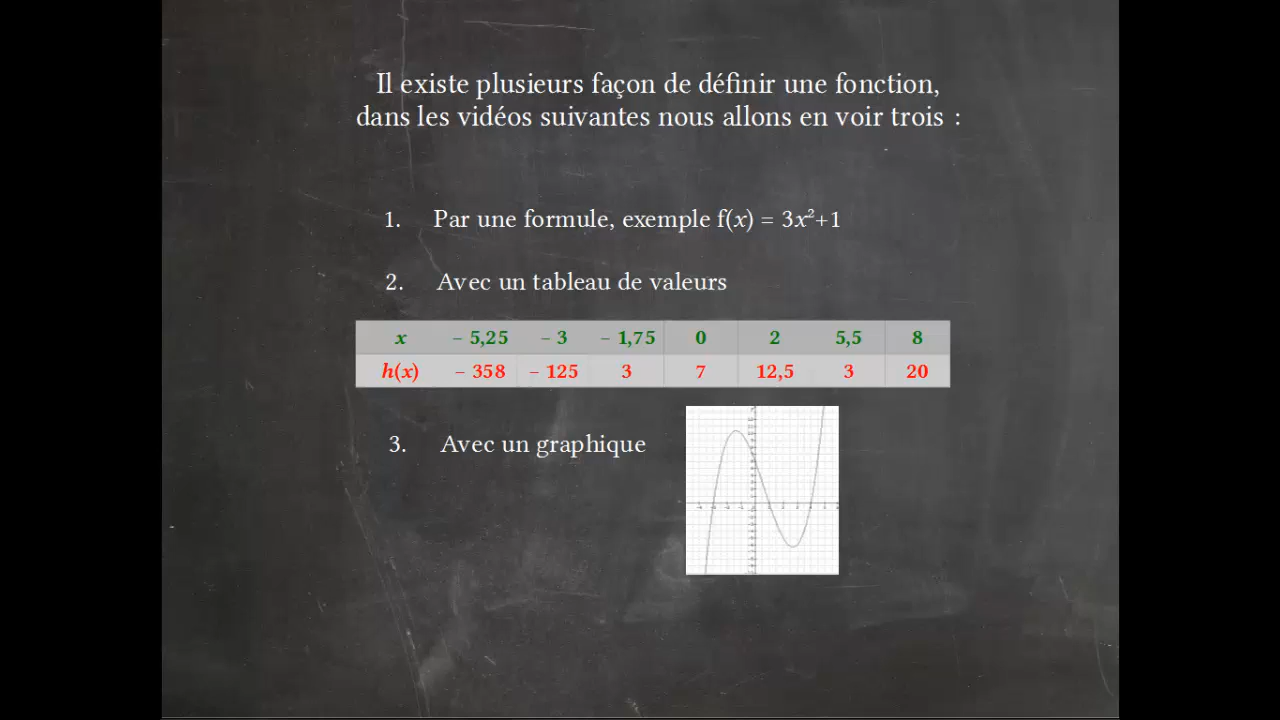 Il existe plusieurs façon de définir une fonction,
dans les vidéos suivantes nous allons en voir trois :
1. Par une formule, exemple f(x) = 3x²+1
2. Avec un tableau de valeurs
x – 5,25 – 3 – 1,75 0 2 5,5 8
h(x) – 358 – 125 3 7 12,5 3 20
3. Avec un graphique